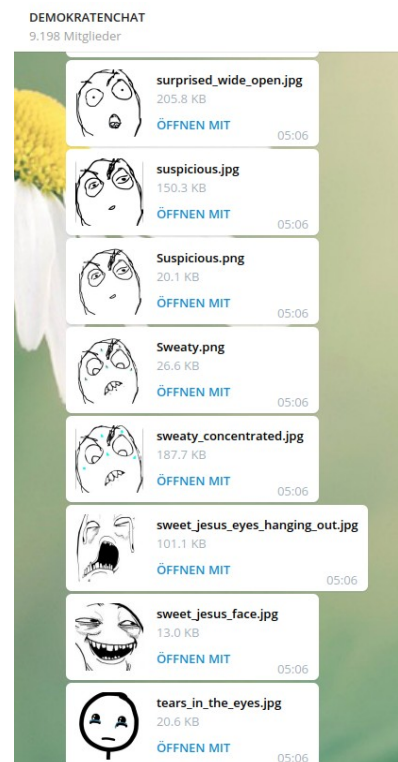 DEMOKRATENCHAT
9.198 Mitglieder
surprised_wide_open.jpg
205.8 KB
ÖFFNEN MIT
05:06
suspicious.jpg
150.3 KB
ÖFFNEN MIT
05:06
Suspicious.png
20.1 KB
ÖFFNEN MIT
05:06
Sweaty.png
26.6 KB
ÖFFNEN MIT
05:06
sweaty_concentrated.jpg
187.7 KB
ÖFFNEN MIT
05:06
sweet_jesus_eyes_hanging_out.jpg
101.1 KB
ÖFFNEN MIT
05:06
sweet_jesus_face.jpg
13.0 KB
ÖFFNEN MIT
05:06
tears_in_the_eyes.jpg
20.6 KB
ÖFFNEN MIT
05:06